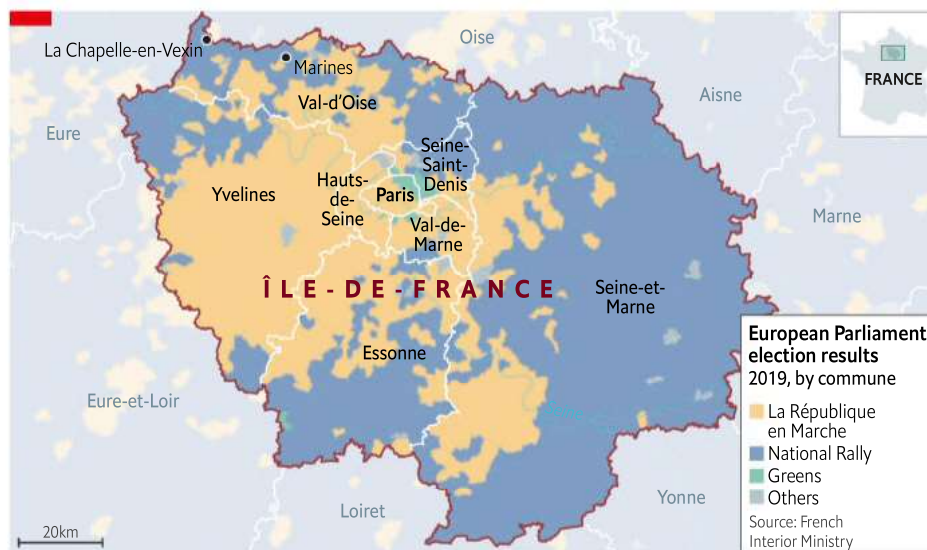 La Chapelle-en-Vexin
Marines
Oise
Aisne
FRANCE
Val-d'Oise
Eure
Seine-
Saint-
Denis
Hauts-
de-
Seine
Paris
Yvelines
Val-de-
Marne
Marne
ÎLE-DE-FRANCE
Seine-et-
Marne
Essonne
Eure-et-Loir
Loiret
Yonne
20km
European Parliament
election results
2019, by commune
La République
en Marche
National Rally
Greens
Others
Source: French
Interior Ministry